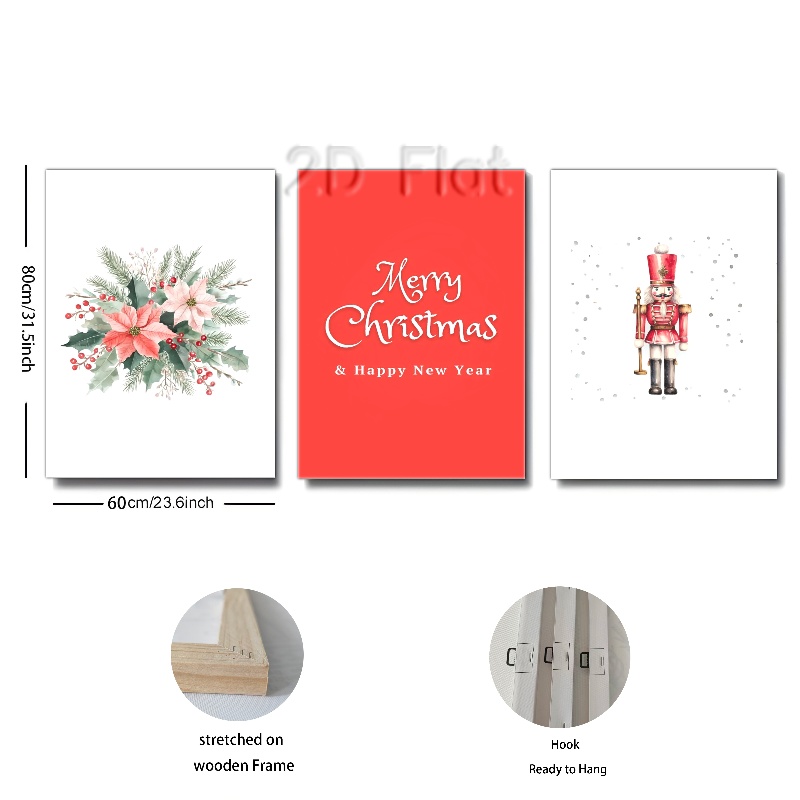 2D Flat
80cm/31.5inch
Merry
Christmas
& Happy New Year
60cm/23.6inch
stretched on
wooden Frame
Hook
Ready to Hang